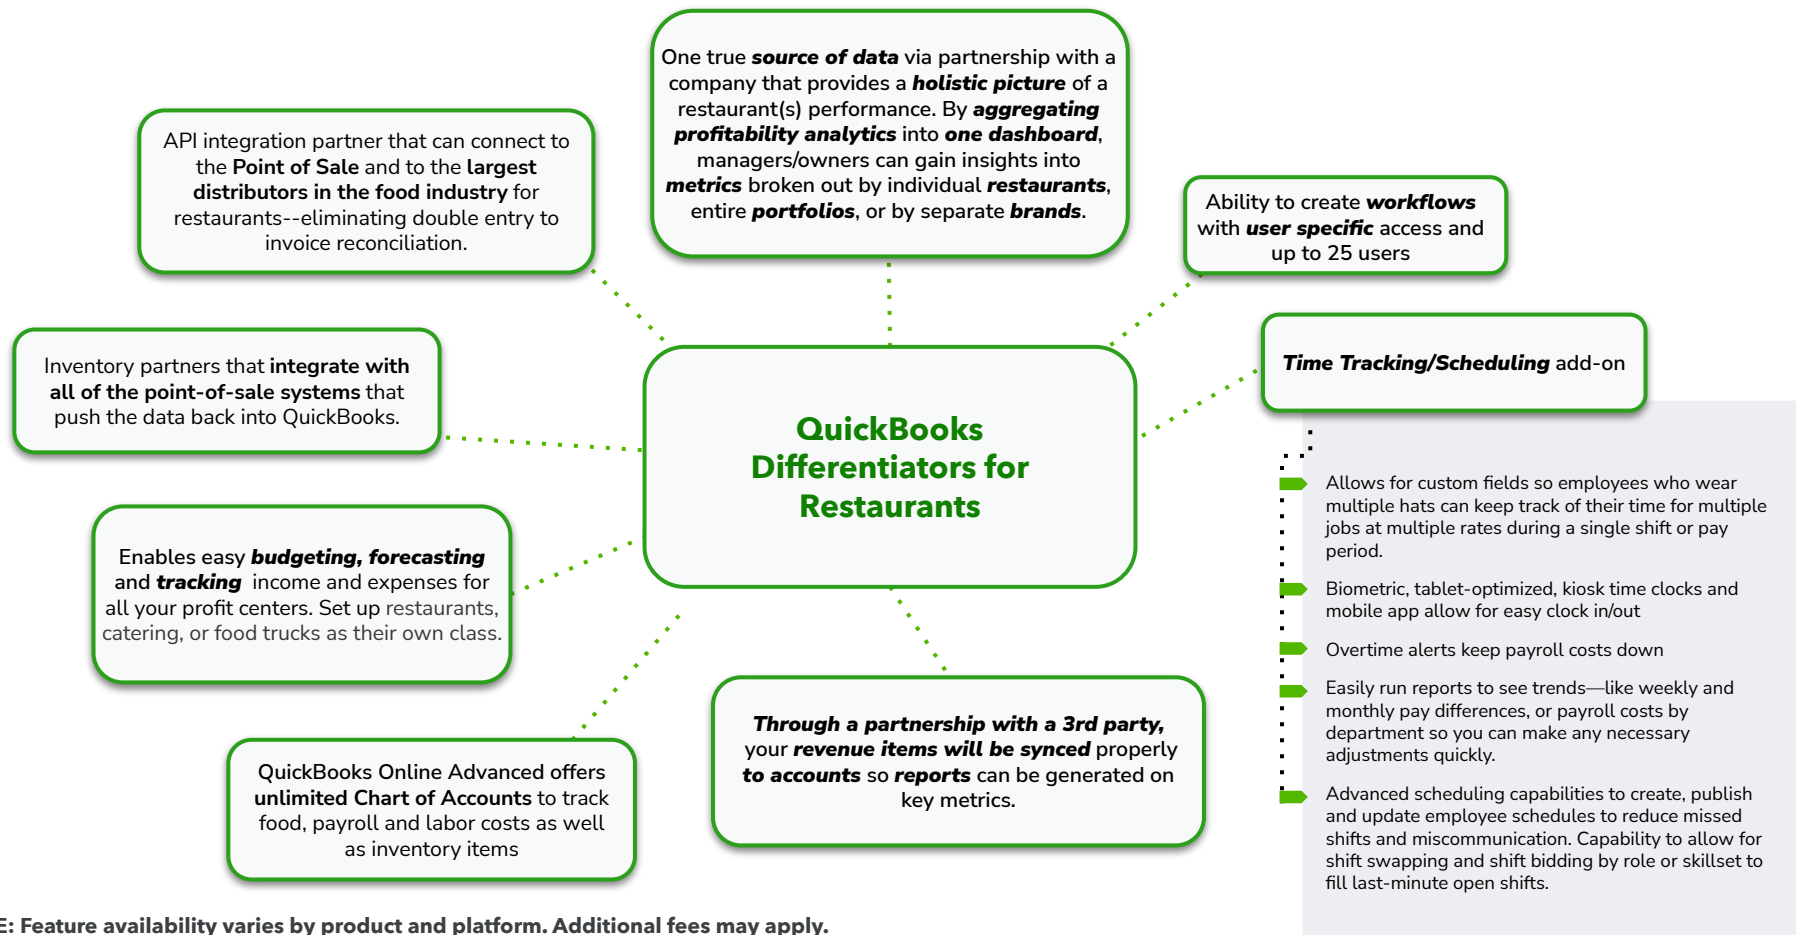 One true source of data via partnership with a
company that provides a holistic picture of a
restaurant(s) performance. By aggregating
profitability analytics into one dashboard,
managers/owners can gain insights into
metrics broken out by individual restaurants,
entire portfolios, or by separate brands.
API integration partner that can connect to
the Point of Sale and to the largest
distributors in the food industry for
restaurants--eliminating double entry to
invoice reconciliation.
Ability to create workflows
with user specific access and
up to 25 users
Inventory partners that integrate with
all of the point-of-sale systems that
push the data back into QuickBooks.
Time Tracking/Scheduling add-on
QuickBooks
Differentiators for
Restaurants
Enables easy budgeting, forecasting
and tracking income and expenses for
all your profit centers. Set up restaurants,
catering, or food trucks as their own class.
QuickBooks Online Advanced offers
unlimited Chart of Accounts to track
food, payroll and labor costs as well
as inventory items
Through a partnership with a 3rd party,
your revenue items will be synced properly
to accounts so reports can be generated on
key metrics.
Allows for custom fields so employees who wear
multiple hats can keep track of their time for multiple
jobs at multiple rates during a single shift or pay
period.
Biometric, tablet-optimized, kiosk time clocks and
mobile app allow for easy clock in/out
Overtime alerts keep payroll costs down
Easily run reports to see trends—like weekly and
monthly pay differences, or payroll costs by
department so you can make any necessary
adjustments quickly.
Advanced scheduling capabilities to create, publish
and update employee schedules to reduce missed
shifts and miscommunication. Capability to allow for
shift swapping and shift bidding by role or skillset to
fill last-minute open shifts.
E: Feature availability varies by product and platform. Additional fees may apply.